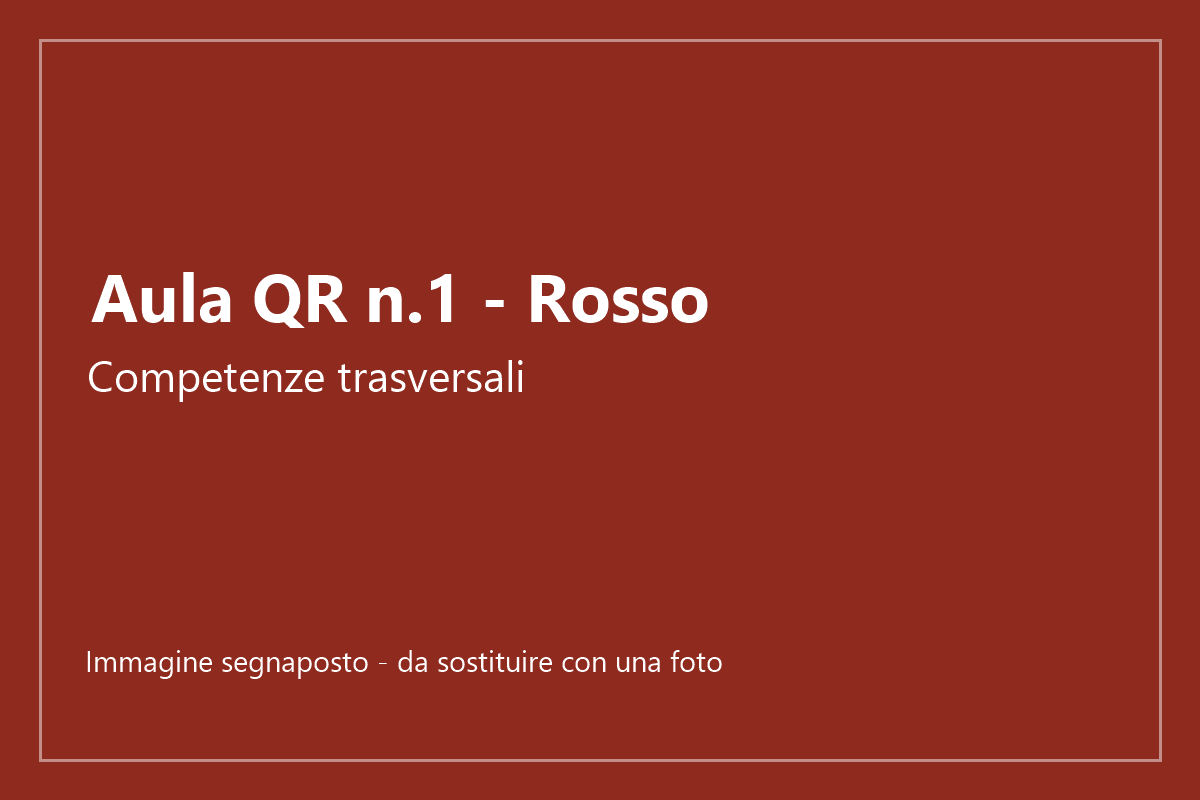 Aula QR n.1 - Rosso
Competenze trasversali
Immagine segnaposto - da sostituire con una foto